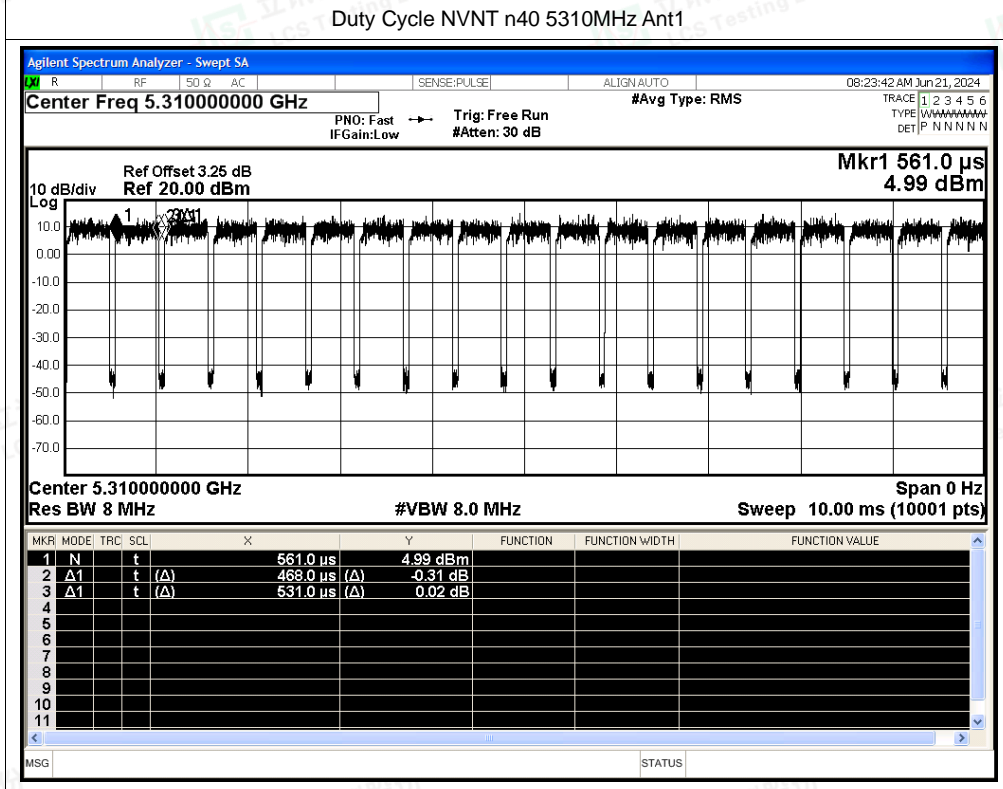 Duty Cycle NVNT n40 5310MHz Ant1
Agilent Spectrum Analyzer - Swept SA
LXI R RF 50 Ω AC SENSE:PULSE ALIGN AUTO 08:23:42 AM Jun 21, 2024
Center Freq 5.310000000 GHz #Avg Type: RMS TRACE 1 2 3 4 5 6
PNO: Fast Trig: Free Run TYPE WWWWWW
IFGain:Low #Atten: 30 dB DET P N N N N N
Mkr1 561.0 µs
4.99 dBm
Ref Offset 3.25 dB
10 dB/div Ref 20.00 dBm
Log
1
10.0
0.00
-10.0
-20.0
-30.0
-40.0
-50.0
-60.0
-70.0
Center 5.310000000 GHz Span 0 Hz
Res BW 8 MHz #VBW 8.0 MHz Sweep 10.00 ms (10001 pts)
MKR MODE TRC SCL X Y FUNCTION FUNCTION WIDTH FUNCTION VALUE
1 N t 561.0 µs 4.99 dBm
2 Δ1 t (Δ) 468.0 µs (Δ) -0.31 dB
3 Δ1 t (Δ) 531.0 µs (Δ) 0.02 dB
4
5
6
7
8
9
10
11
MSG STATUS